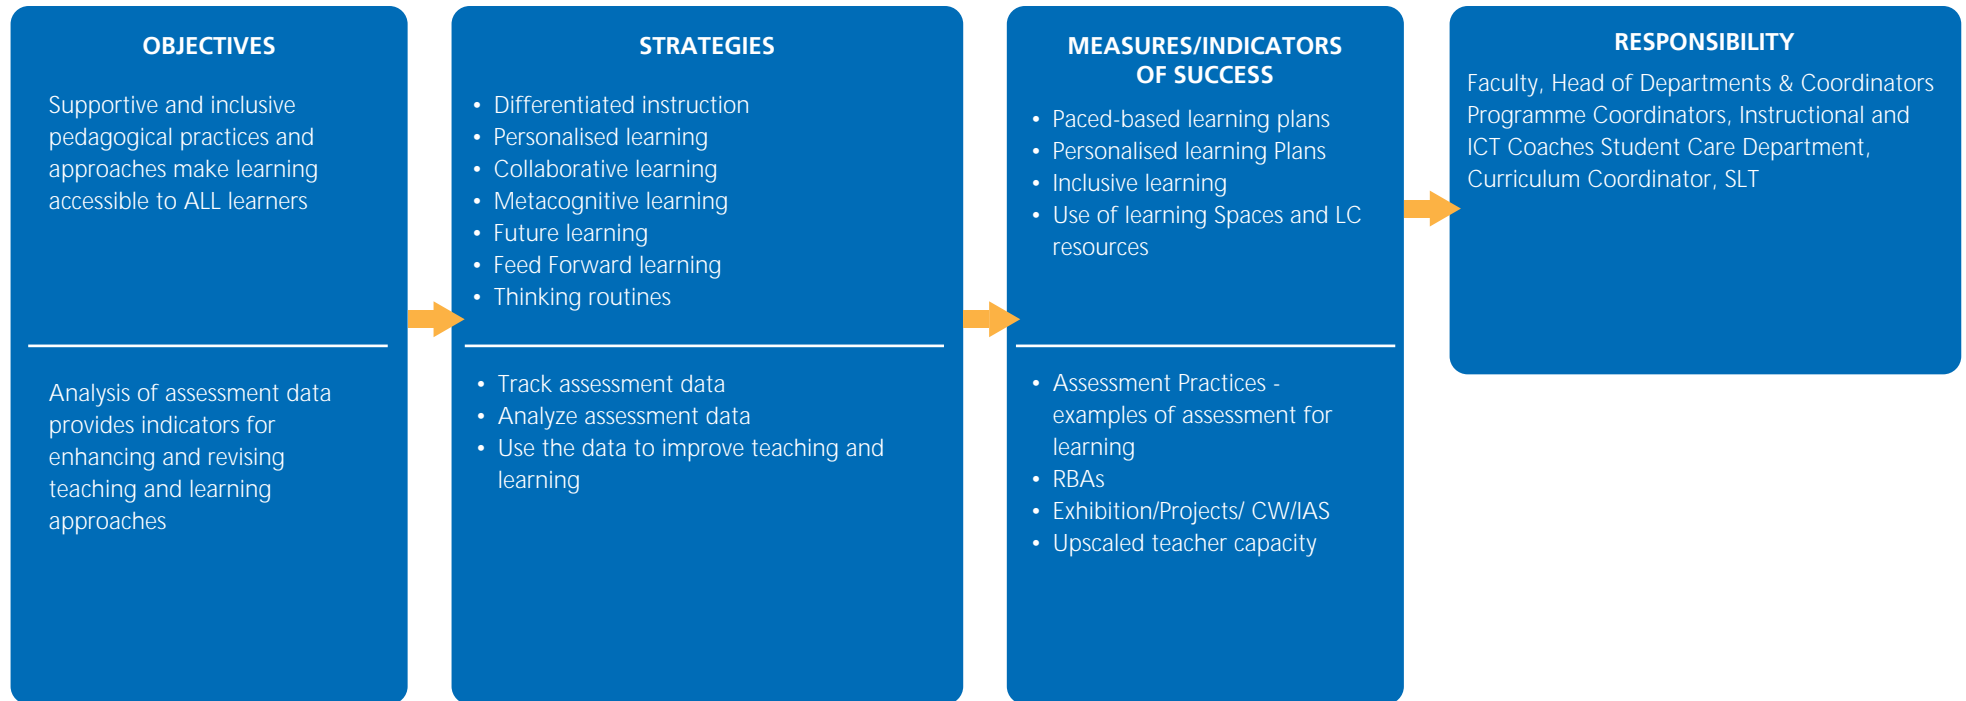 OBJECTIVES
Supportive and inclusive
pedagogical practices and
approaches make learning
accessible to ALL learners
Analysis of assessment data
provides indicators for
enhancing and revising
teaching and learning
approaches
STRATEGIES
• Differentiated instruction
• Personalised learning
• Collaborative learning
• Metacognitive learning
• Future learning
• Feed Forward learning
• Thinking routines
• Track assessment data
• Analyze assessment data
• Use the data to improve teaching and
learning
MEASURES/INDICATORS
OF SUCCESS
• Paced-based learning plans
• Personalised learning Plans
• Inclusive learning
• Use of learning Spaces and LC
resources
• Assessment Practices -
examples of assessment for
learning
• RBAs
• Exhibition/Projects/ CW/IAS
• Upscaled teacher capacity
RESPONSIBILITY
Faculty, Head of Departments & Coordinators
Programme Coordinators, Instructional and
ICT Coaches Student Care Department,
Curriculum Coordinator, SLT